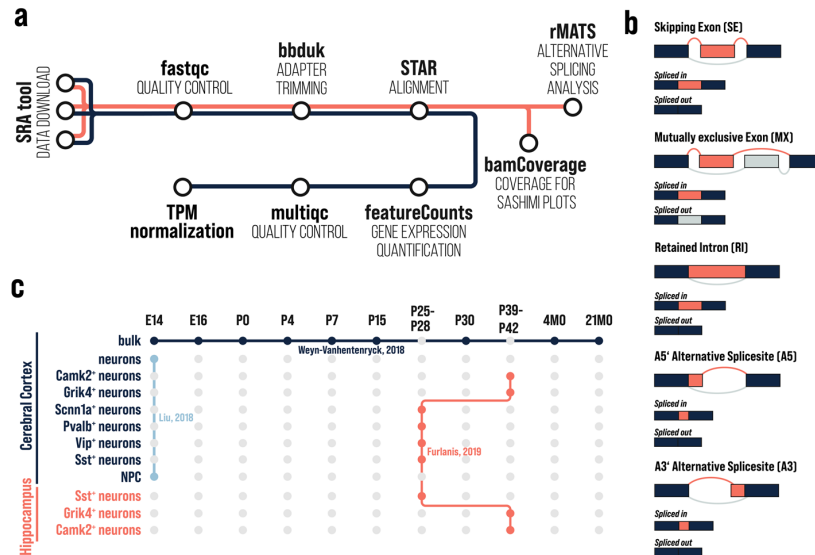 a
SRA tool
DATA DOWNLOAD
fastqc
QUALITY CONTROL
bbduk
ADAPTER
TRIMMING
STAR
ALIGNMENT
rMATS
ALTERNATIVE
SPLICING
ANALYSIS
bamCoverage
COVERAGE FOR
SASHIMI PLOTS
TPM
normalization
multiqc
QUALITY CONTROL
featureCounts
GENE EXPRESSION
QUANTIFICATION
b
Skipping Exon (SE)
Spliced in
Spliced out
Mutually exclusive Exon (MX)
Spliced in
Spliced out
Retained Intron (RI)
Spliced in
Spliced out
A5‘ Alternative Splicesite (A5)
Spliced in
Spliced out
A3‘ Alternative Splicesite (A3)
Spliced in
Spliced out
c
E14 E16 P0 P4 P7 P15 P25-P28 P30 P39-P42 4MO 21MO
Cerebral Cortex
bulk
Weyn-Vanhentenryck, 2018
neurons
Camk2⁺ neurons
Grik4⁺ neurons
Scnn1a⁺ neurons
Liu, 2018
Pvalb⁺ neurons
Vip⁺ neurons
Furlanis, 2019
Sst⁺ neurons
NPC
Hippocampus
Sst⁺ neurons
Grik4⁺ neurons
Camk2⁺ neurons